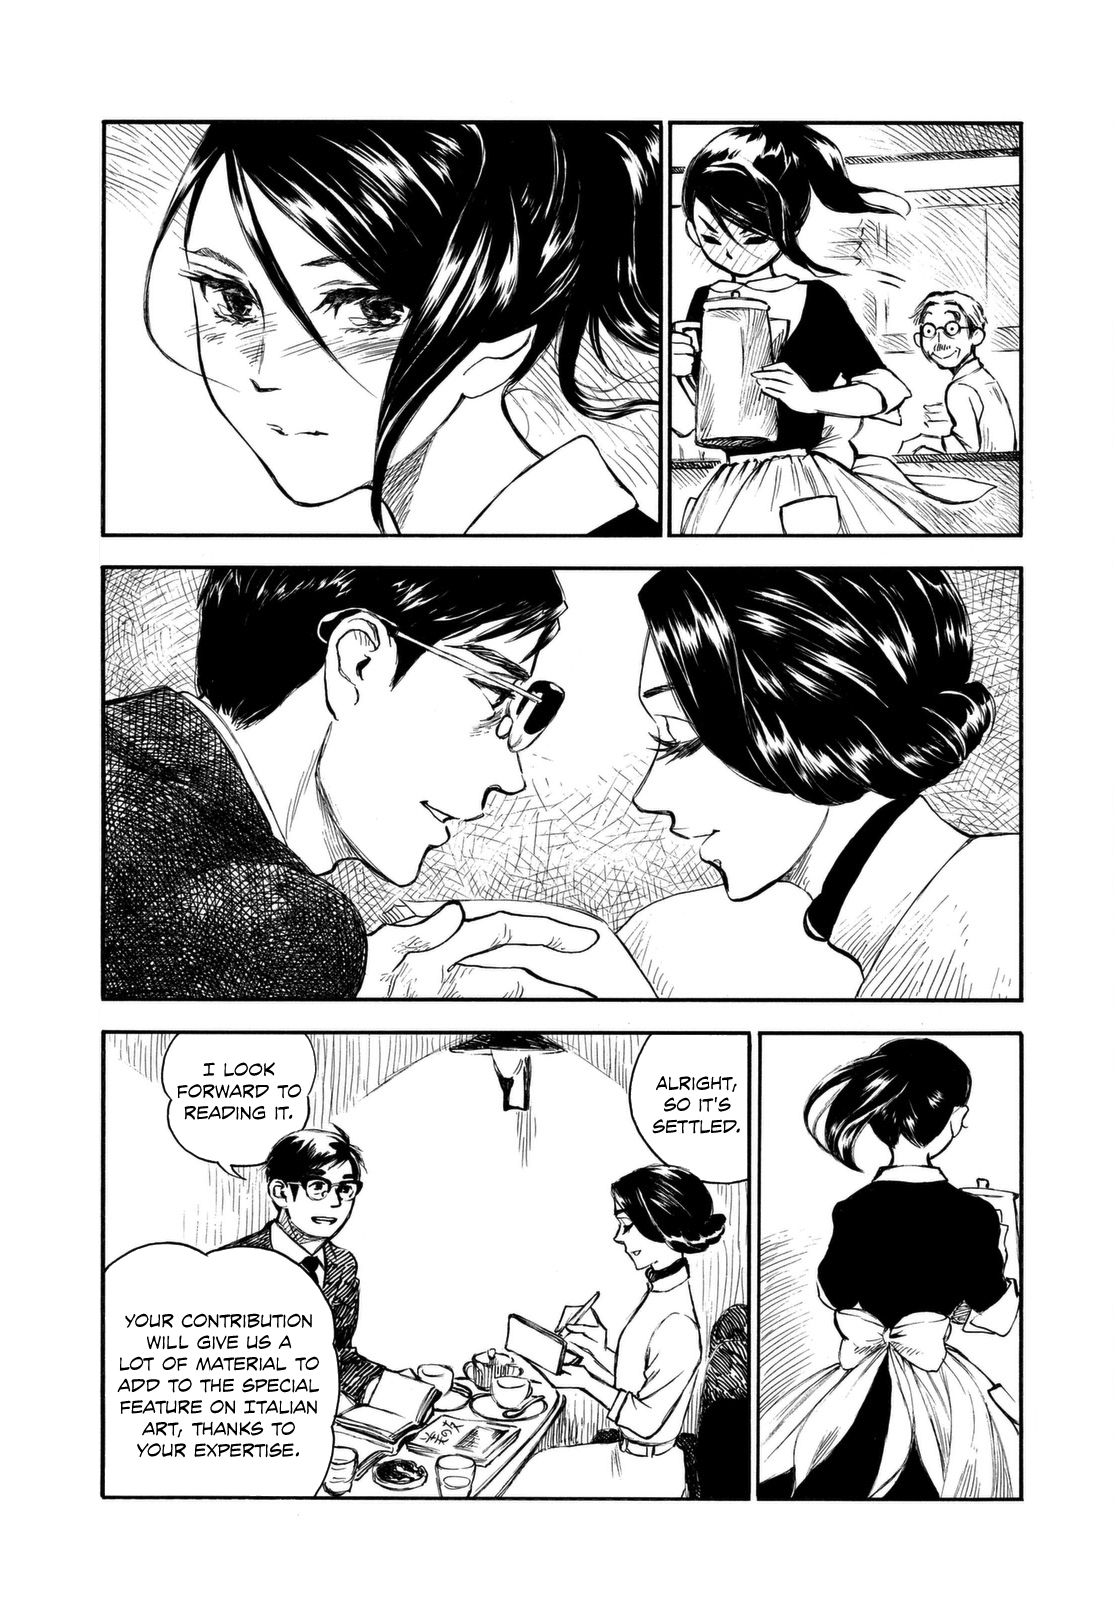 ALRIGHT,
SO IT'S
SETTLED.
I LOOK
FORWARD TO
READING IT.
YOUR CONTRIBUTION
WILL GIVE US A
LOT OF MATERIAL TO
ADD TO THE SPECIAL
FEATURE ON ITALIAN
ART, THANKS TO
YOUR EXPERTISE.